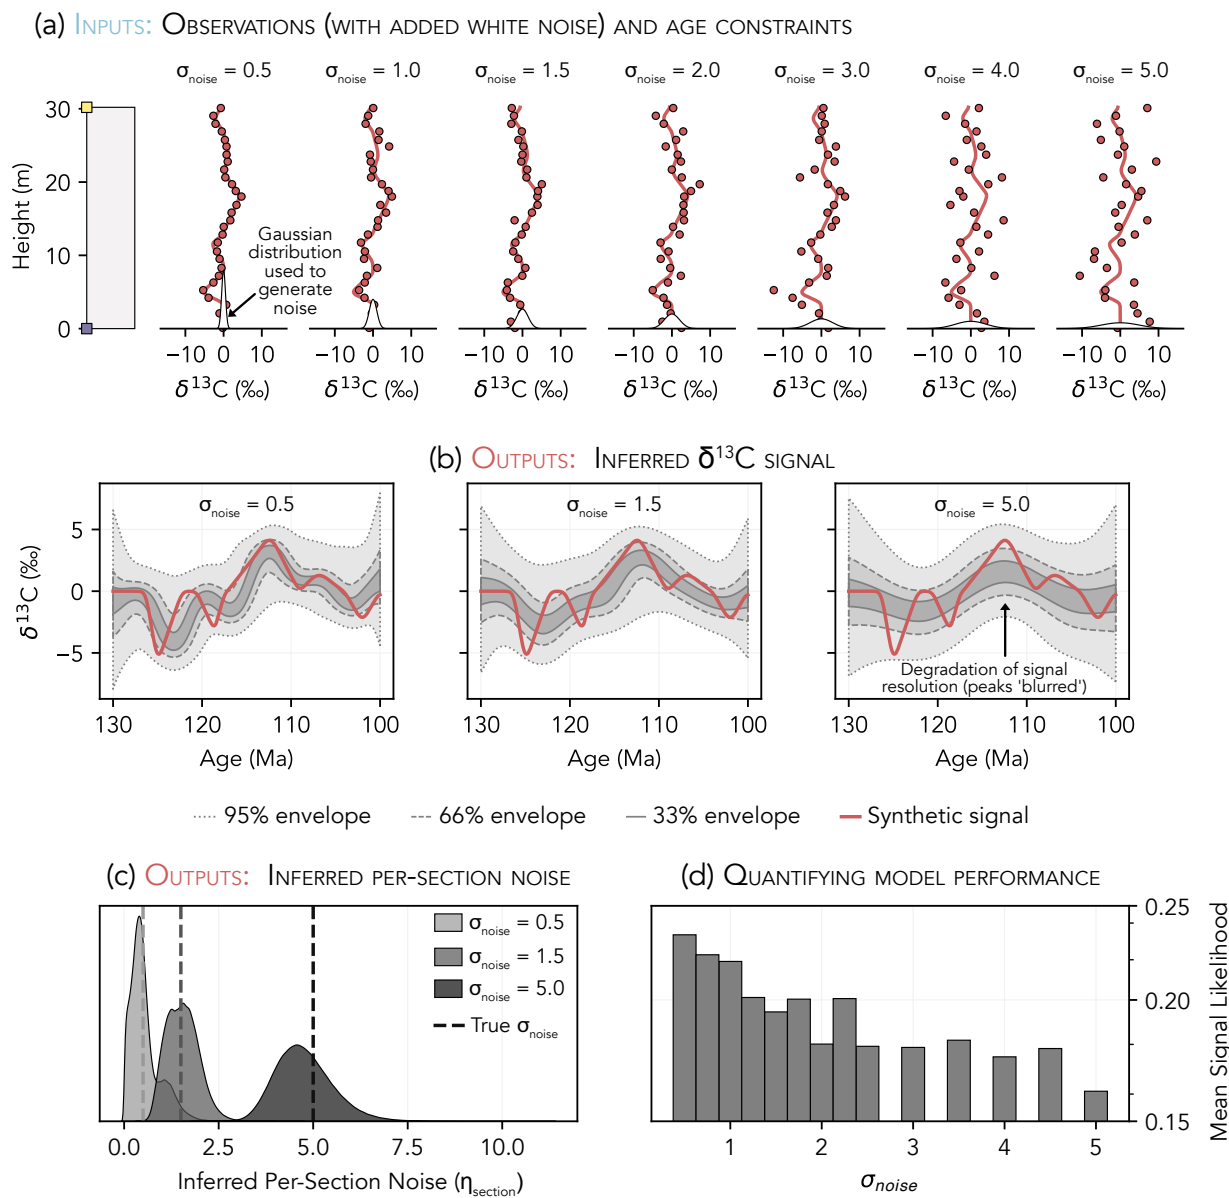 (a) INPUTS: OBSERVATIONS (WITH ADDED WHITE NOISE) AND AGE CONSTRAINTS
σnoise = 0.5
σnoise = 1.0
σnoise = 1.5
σnoise = 2.0
σnoise = 3.0
σnoise = 4.0
σnoise = 5.0
Height (m)
30
20
10
0
Gaussian
distribution
used to
generate
noise
−10 0 10
−10 0 10
−10 0 10
−10 0 10
−10 0 10
−10 0 10
−10 0 10
δ¹³C (‰)
δ¹³C (‰)
δ¹³C (‰)
δ¹³C (‰)
δ¹³C (‰)
δ¹³C (‰)
δ¹³C (‰)
(b) OUTPUTS: INFERRED δ¹³C SIGNAL
δ¹³C (‰)
5
0
−5
σnoise = 0.5
σnoise = 1.5
σnoise = 5.0
Degradation of signal
resolution (peaks 'blurred')
130 120 110 100
130 120 110 100
130 120 110 100
Age (Ma)
Age (Ma)
Age (Ma)
95% envelope
66% envelope
33% envelope
Synthetic signal
(c) OUTPUTS: INFERRED PER-SECTION NOISE
σnoise = 0.5
σnoise = 1.5
σnoise = 5.0
True σnoise
0.0 2.5 5.0 7.5 10.0
Inferred Per-Section Noise (ηsection)
(d) QUANTIFYING MODEL PERFORMANCE
0.25
0.20
0.15
Mean Signal Likelihood
1 2 3 4 5
σnoise